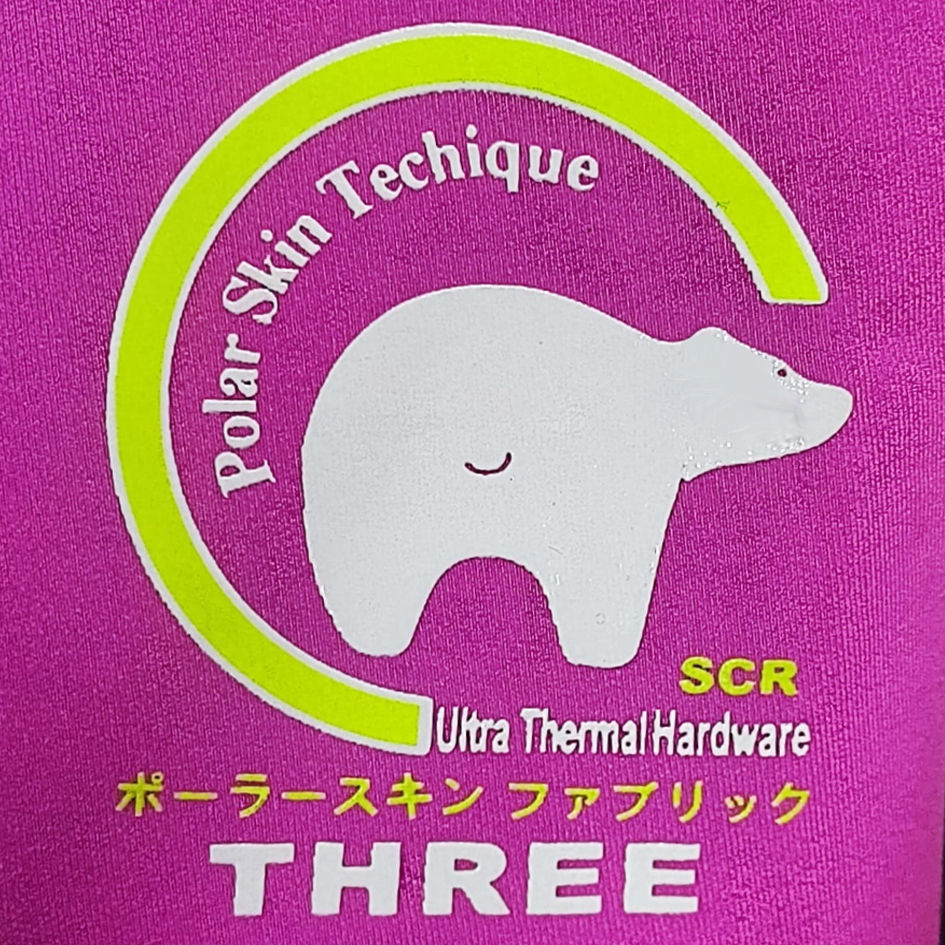 Polar Skin Techique
SCR
Ultra Thermal Hardware
ポーラースキン ファブリック
THREE